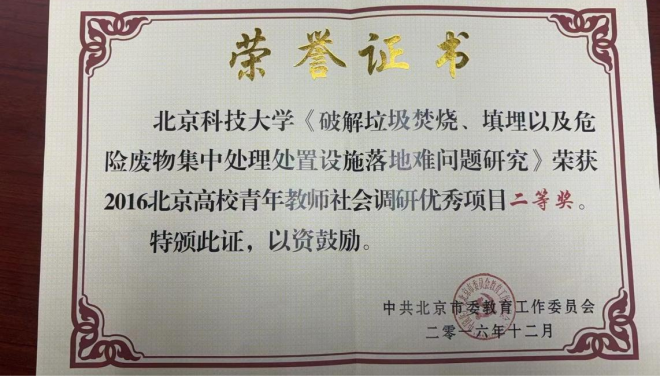 荣誉证书
北京科技大学《破解垃圾焚烧、填埋以及危
险废物集中处理处置设施落地难问题研究》荣获
2016北京高校青年教师社会调研优秀项目二等奖。
特颁此证，以资鼓励。
中共北京市委教育工作委员会
二零一六年十二月